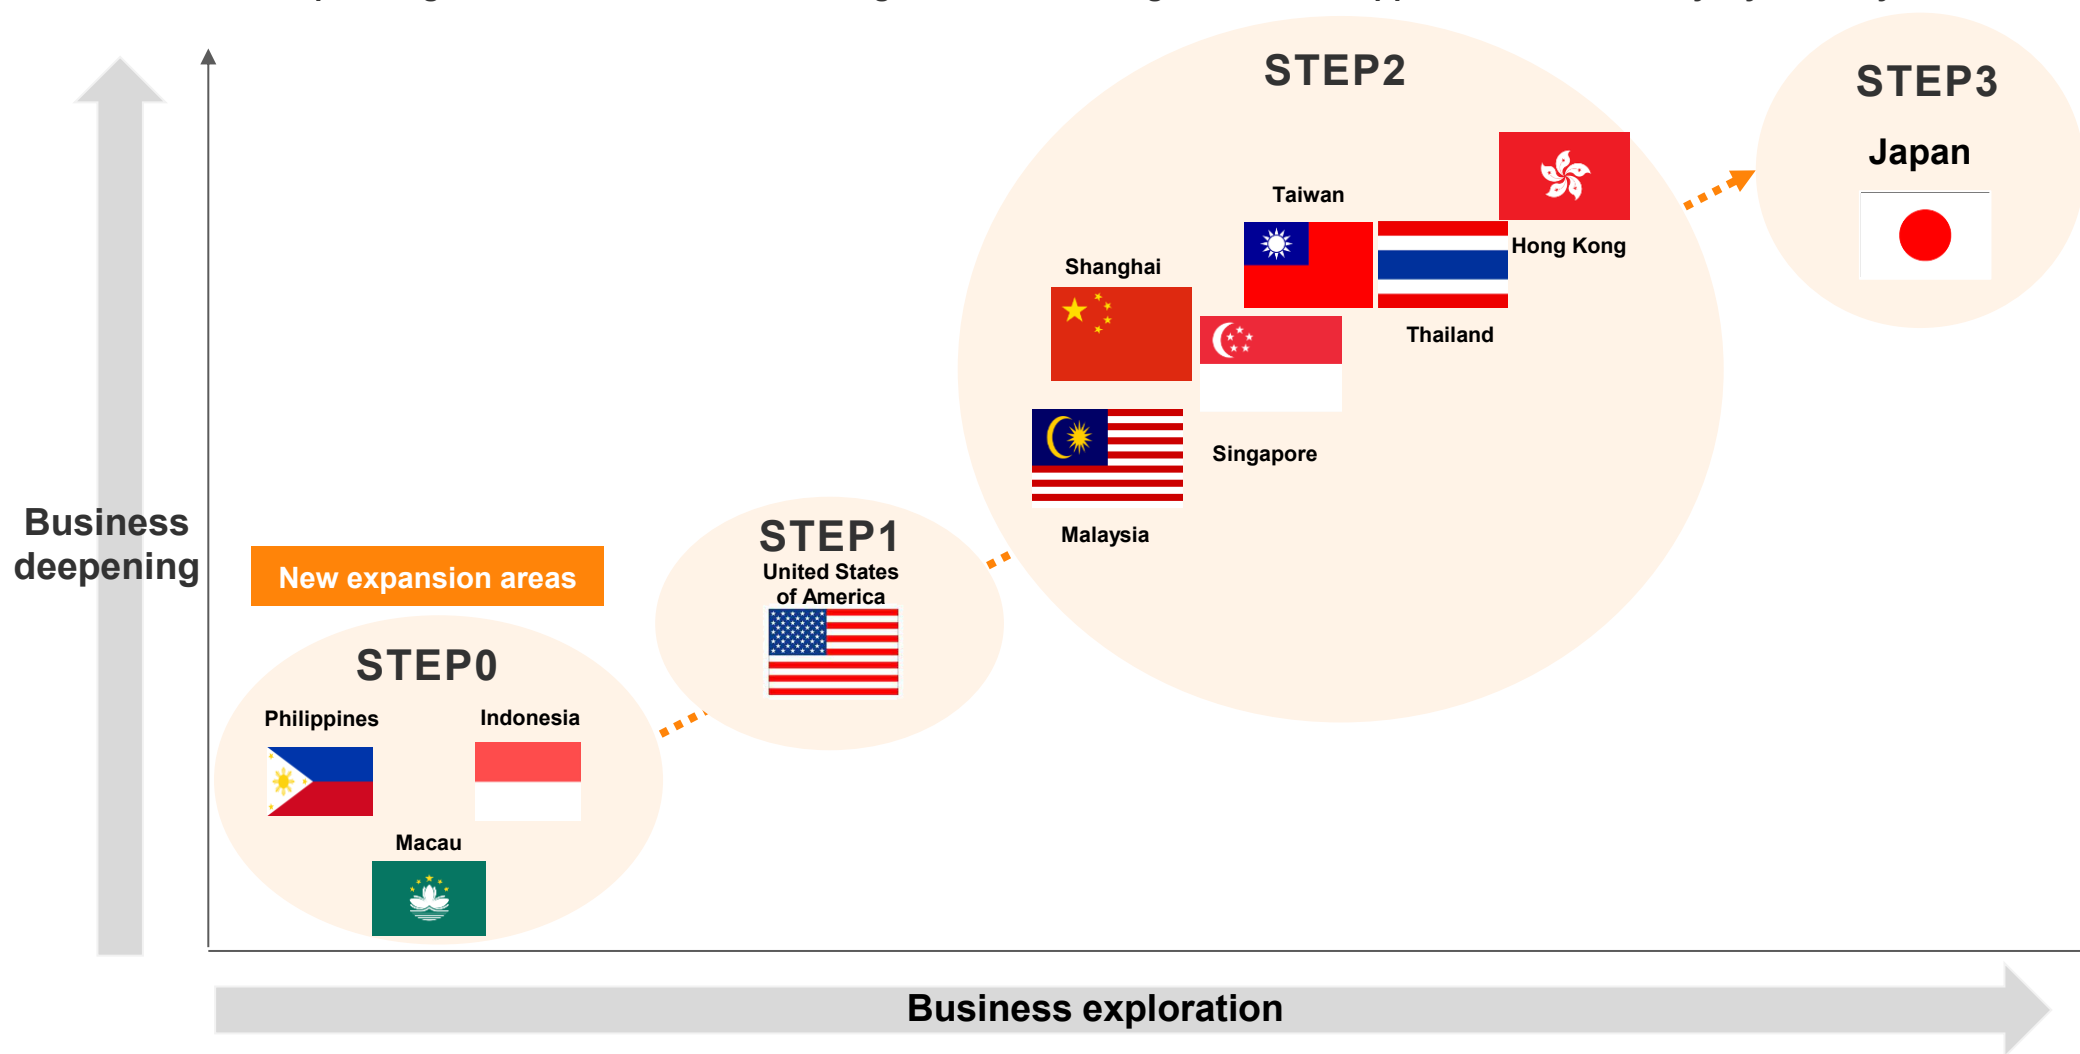 STEP2
STEP3
Japan
Taiwan
Hong Kong
Shanghai
Thailand
Singapore
Malaysia
Business
deepening
New expansion areas
STEP1
United States
of America
STEP0
Philippines
Indonesia
Macau
Business exploration